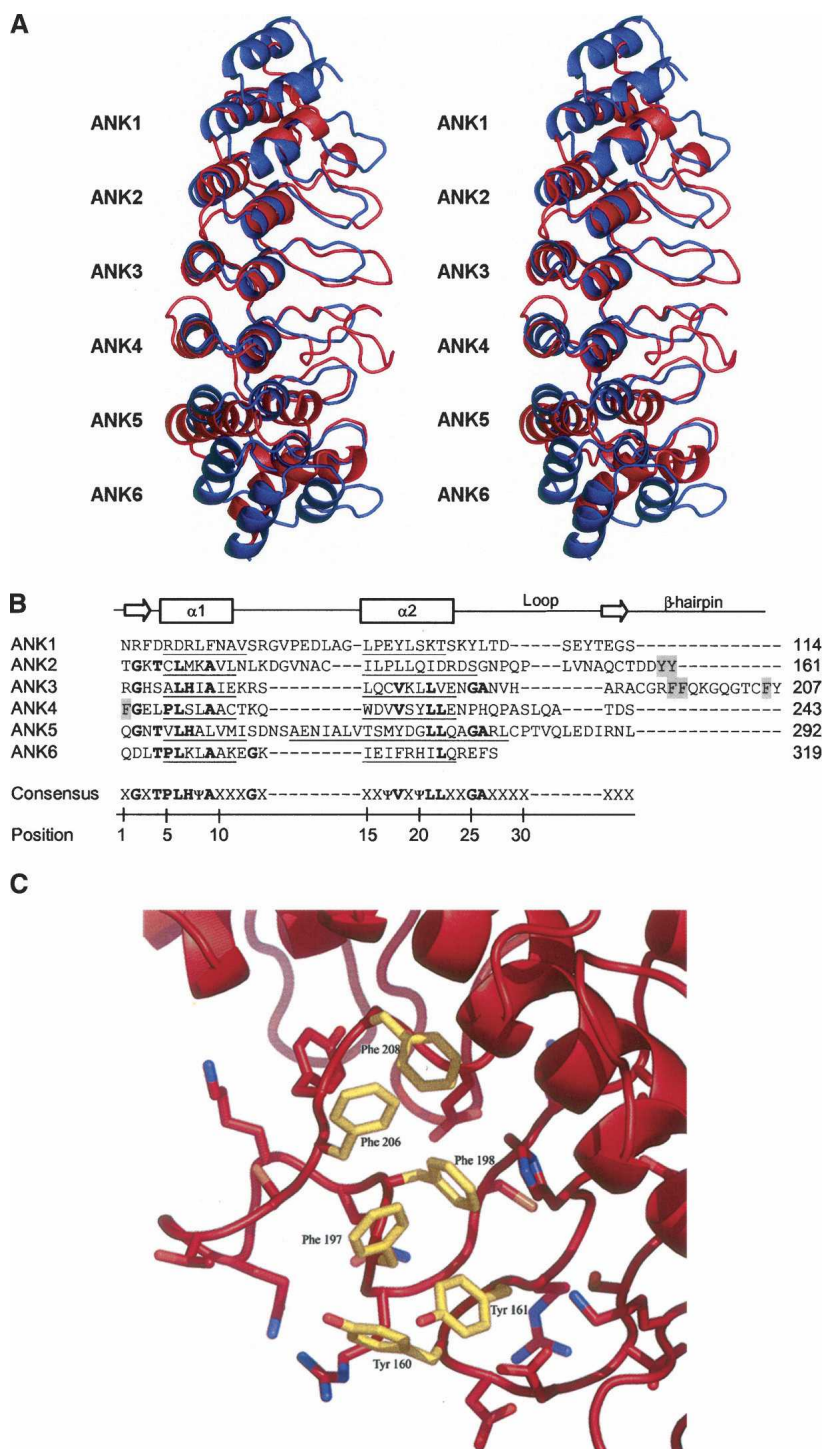 A
ANK1 ANK1
ANK2 ANK2
ANK3 ANK3
ANK4 ANK4
ANK5 ANK5
ANK6 ANK6
B
α1 α2 Loop β-hairpin
ANK1 NRFDRDRLFNAVSRGVPEDLAG-LPEYLSKTSKYLTD-----SEYTEGS-------------- 114
ANK2 TGKTCLMKAVLNLKDGVNAC-ILPLLQIDRDSGNPQP--LVNAQCTDDYY---------- 161
ANK3 RGHSALHIAIEKRS------LQCVKLLVENGANVH----ARACGRFFQKGQGTCFY 207
ANK4 FGELPLSLAACTKQ------WDVVSYLLENPHQPASLQA--TDS-------------- 243
ANK5 QGNTVLHALVMISDNSAENIALVTSMYDGLLQAGARLCPTVQLEDIRNL-------------- 292
ANK6 QDLTPLKLAAKEGK------IEIFRHILQREFS 319
Consensus XGXTPLHΨAXXXGX----------XXΨVXΨLLXXGAXXXX-------XXX
Position 1 5 10 15 20 25 30
C
Phe 208
Phe 206
Phe 198
Phe 197
Tyr 161
Tyr 160